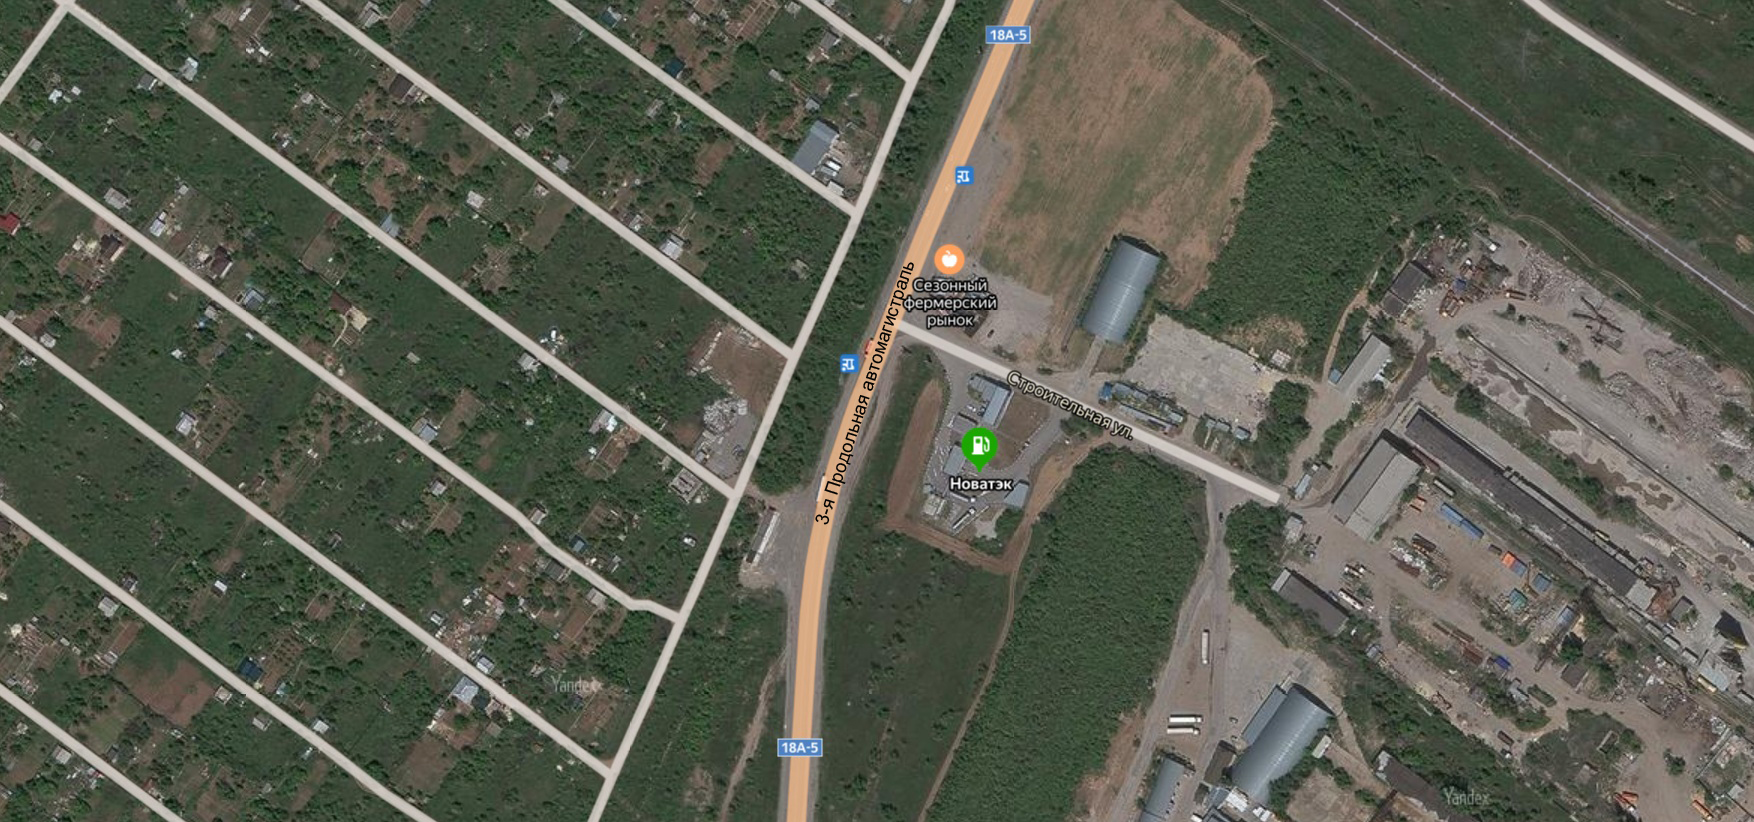 18А-5
Сезонный
фермерский
рынок
3-я Продольная автомагистраль
Строительная ул.
Новатэк
Yandex
18А-5
Yandex